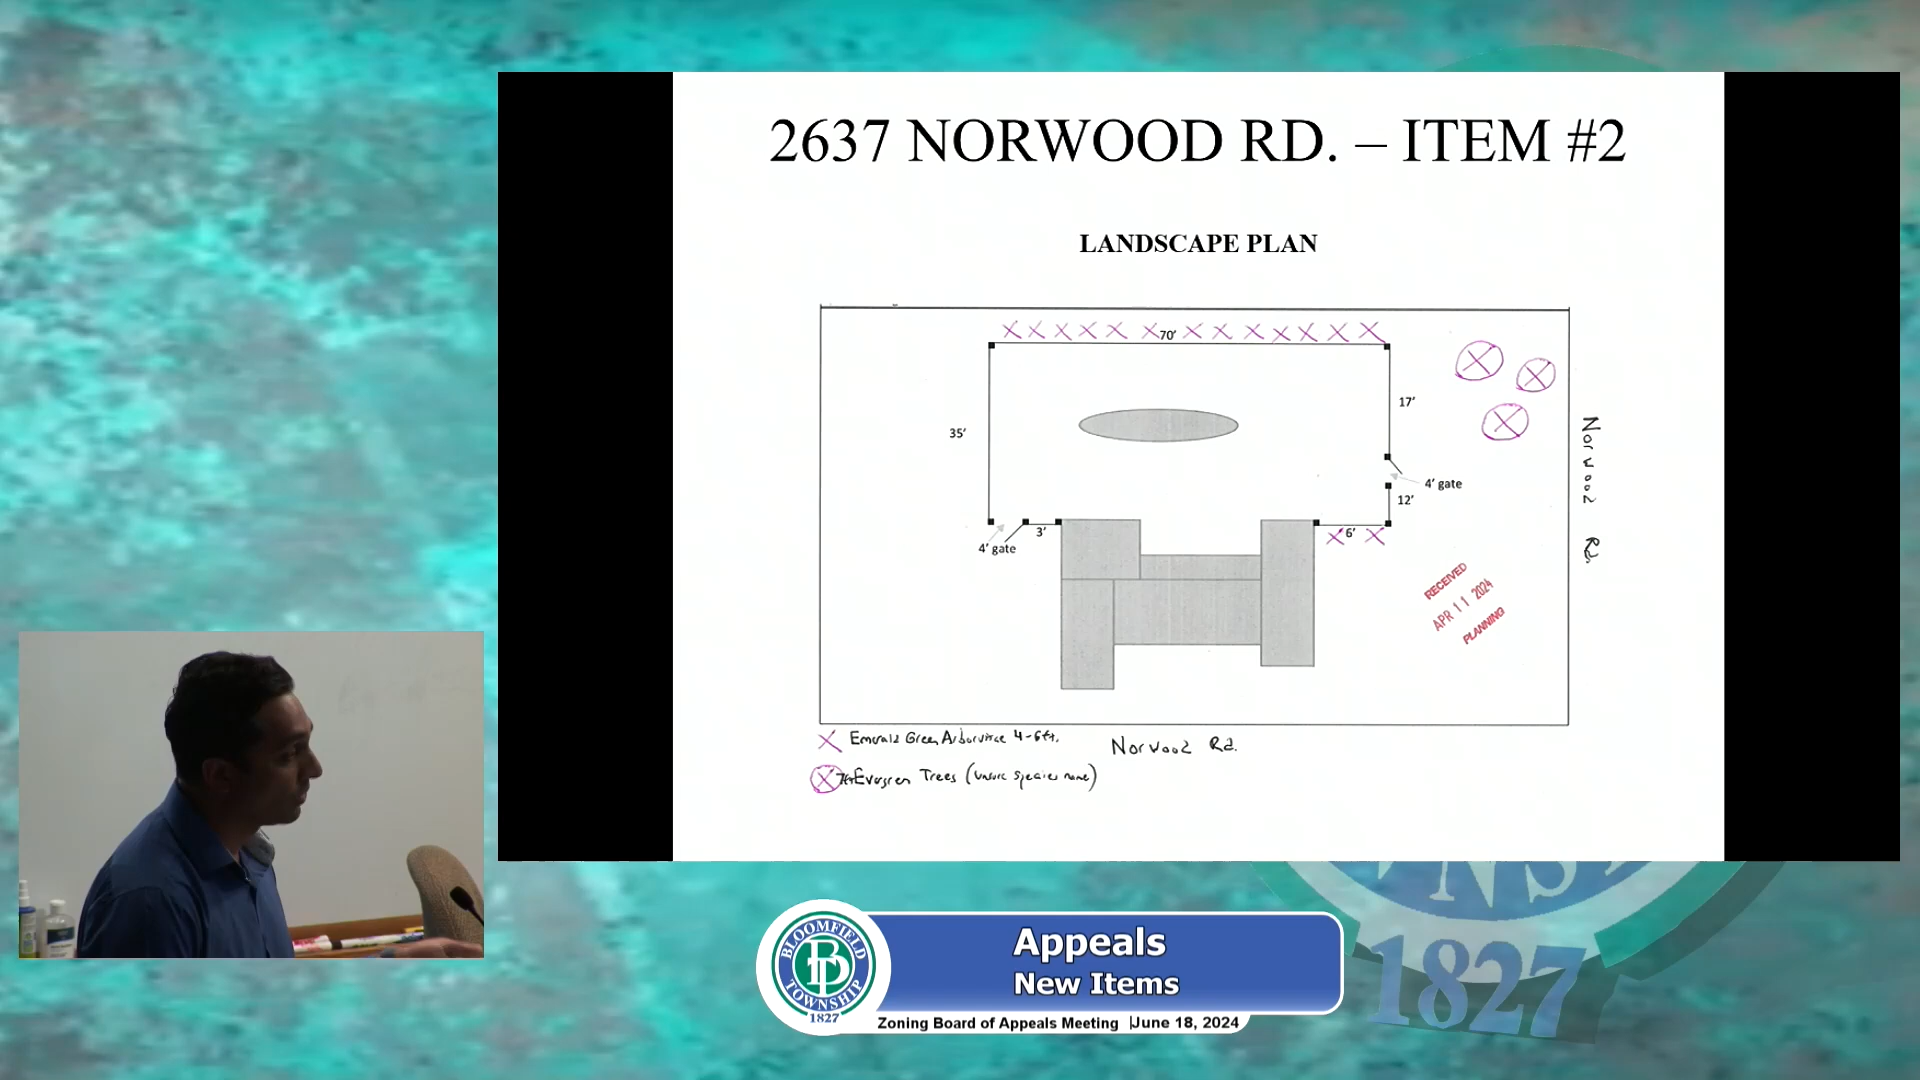 2637 NORWOOD RD. – ITEM #2
LANDSCAPE PLAN
70'
17'
35'
4' gate
12'
3'
6'
4' gate
Norwood Rd.
RECEIVED
APR 11 2024
PLANNING
Emerald Green Arborvitae 4-6ft.
Norwood Rd.
Evergren Trees (unsure species name)
Appeals
New Items
BLOOMFIELD
TOWNSHIP
1827
Zoning Board of Appeals Meeting |June 18, 2024
1827